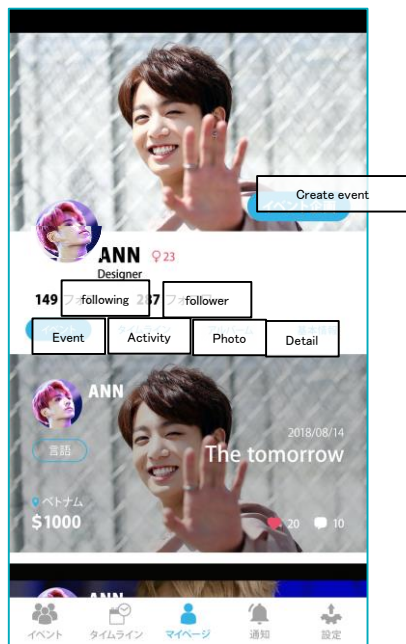 Create event
ANN ♀23
Designer
149 following 287 follower
Event Activity Photo Detail
ANN
2018/08/14
言語
The tomorrow
ベトナム
$1000
20 10
イベント タイムライン マイページ 通知 設定